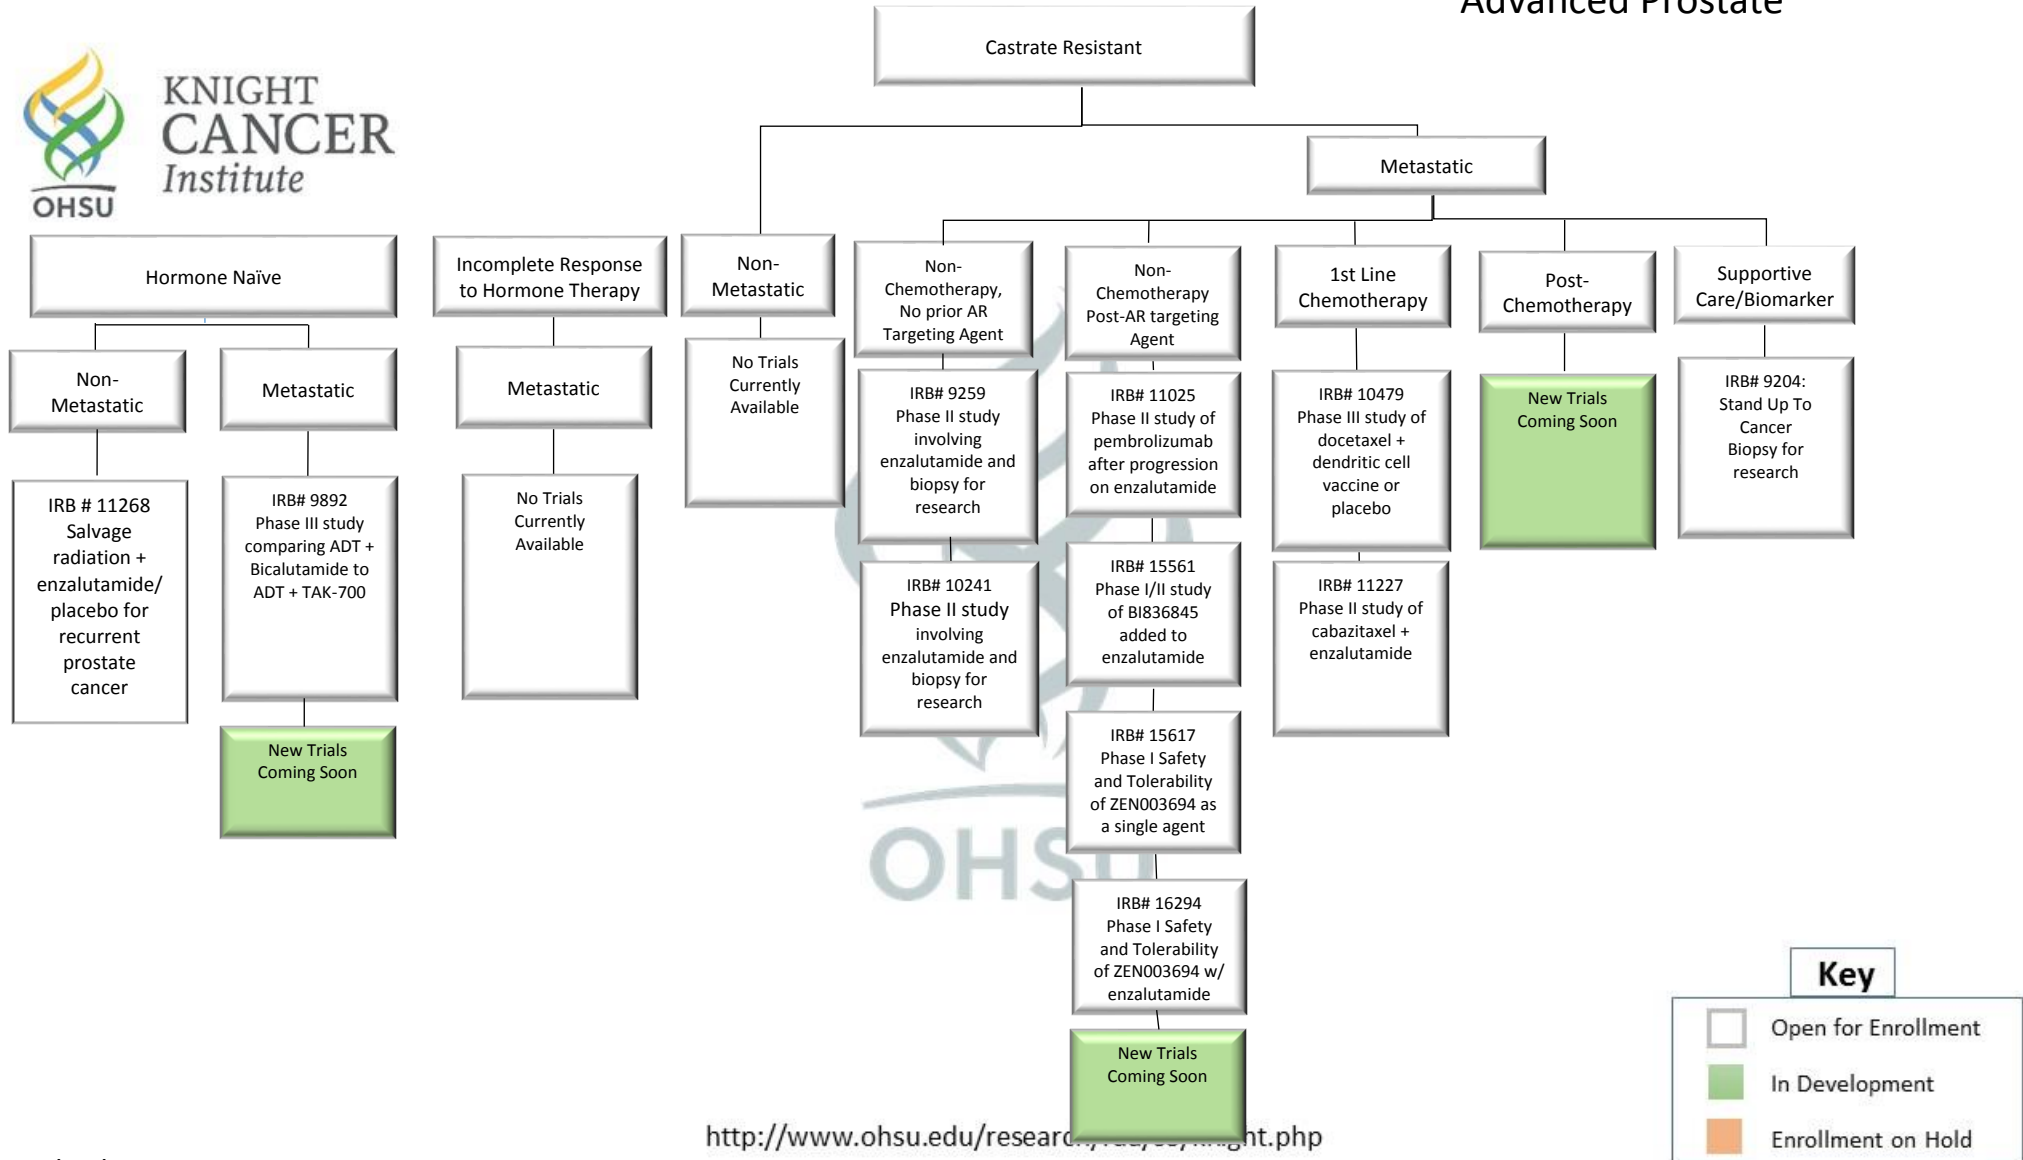 Advanced Prostate
KNIGHT
CANCER
Institute
OHSU
Castrate Resistant
Metastatic
Hormone Naïve
Incomplete Response
to Hormone Therapy
Non-
Metastatic
Non-
Chemotherapy,
No prior AR
Targeting Agent
Non-
Chemotherapy
Post-AR targeting
Agent
1st Line
Chemotherapy
Post-
Chemotherapy
Supportive
Care/Biomarker
Non-
Metastatic
Metastatic
Metastatic
No Trials
Currently
Available
IRB # 11268
Salvage
radiation +
enzalutamide/
placebo for
recurrent
prostate
cancer
IRB# 9892
Phase III study
comparing ADT +
Bicalutamide to
ADT + TAK-700
New Trials
Coming Soon
No Trials
Currently
Available
IRB# 9259
Phase II study
involving
enzalutamide and
biopsy for
research
IRB# 10241
Phase II study
involving
enzalutamide and
biopsy for
research
IRB# 11025
Phase II study of
pembrolizumab
after progression
on enzalutamide
IRB# 15561
Phase I/II study
of BI836845
added to
enzalutamide
IRB# 15617
Phase I Safety
and Tolerability
of ZEN003694 as
a single agent
IRB# 16294
Phase I Safety
and Tolerability
of ZEN003694 w/
enzalutamide
New Trials
Coming Soon
IRB# 10479
Phase III study of
docetaxel +
dendritic cell
vaccine or
placebo
IRB# 11227
Phase II study of
cabazitaxel +
enzalutamide
New Trials
Coming Soon
IRB# 9204:
Stand Up To
Cancer
Biopsy for
research
OHSU
Key
Open for Enrollment
In Development
Enrollment on Hold